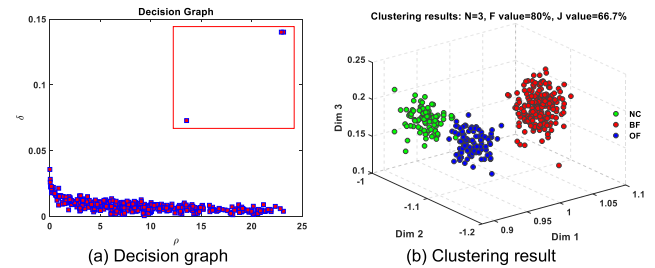 Decision Graph
0.15
0.1
0.05
0
δ
0 5 10 15 20 25
ρ
(a) Decision graph
Clustering results: N=3, F value=80%, J value=66.7%
0.25
0.2
0.15
0.1
Dim 3
-1
-1.1
-1.2
Dim 2
0.9
0.95
1
1.05
1.1
Dim 1
NC
BF
OF
(b) Clustering result